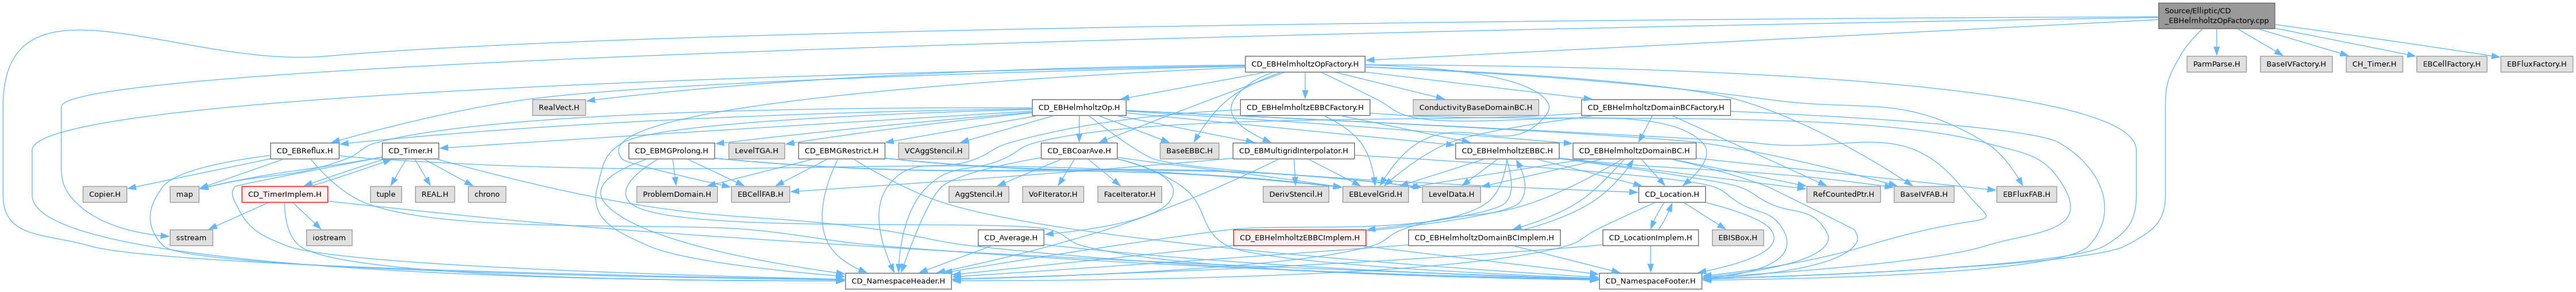 Source/Elliptic/CD
_EBHelmholtzOpFactory.cpp
CD_EBHelmholtzOpFactory.H
ParmParse.H
BaseIVFactory.H
CH_Timer.H
EBCellFactory.H
EBFluxFactory.H
RealVect.H
CD_EBHelmholtzOp.H
CD_EBHelmholtzEBBCFactory.H
ConductivityBaseDomainBC.H
CD_EBHelmholtzDomainBCFactory.H
CD_EBReflux.H
CD_Timer.H
CD_EBMGProlong.H
LevelTGA.H
CD_EBMGRestrict.H
VCAggStencil.H
CD_EBCoarAve.H
BaseEBBC.H
CD_EBMultigridInterpolator.H
CD_EBHelmholtzEBBC.H
CD_EBHelmholtzDomainBC.H
Copier.H
map
CD_TimerImplem.H
tuple
REAL.H
chrono
ProblemDomain.H
EBCellFAB.H
AggStencil.H
VoFIterator.H
FaceIterator.H
DerivStencil.H
EBLevelGrid.H
LevelData.H
CD_Location.H
RefCountedPtr.H
BaseIVFAB.H
EBFluxFAB.H
sstream
iostream
CD_Average.H
CD_EBHelmholtzEBBCImplem.H
CD_EBHelmholtzDomainBCImplem.H
CD_LocationImplem.H
EBISBox.H
CD_NamespaceHeader.H
CD_NamespaceFooter.H